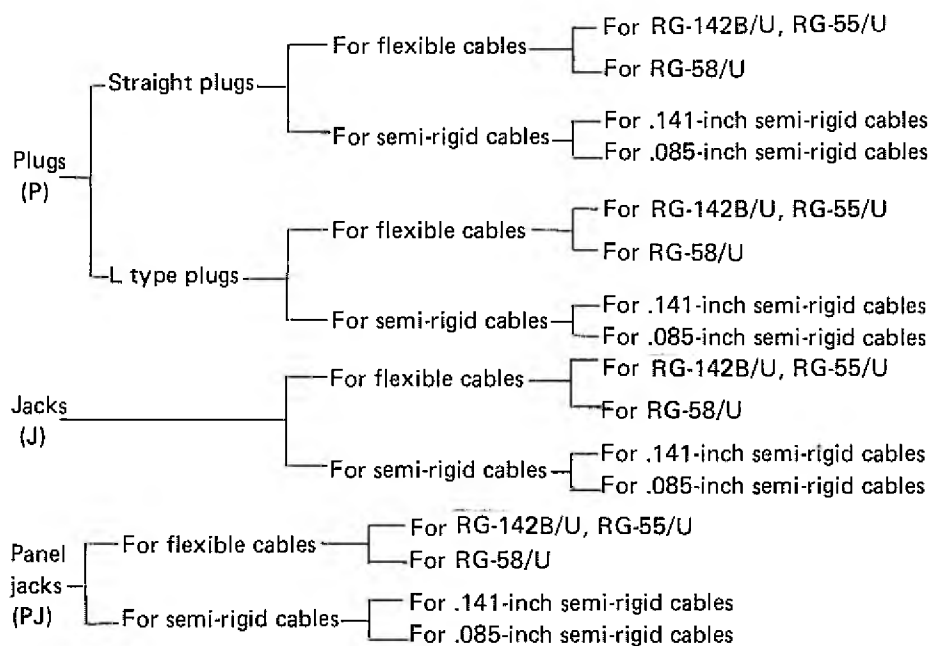 For RG-142B/U, RG-55/U
For flexible cables
For RG-58/U
Straight plugs
For .141-inch semi-rigid cables
For semi-rigid cables
For .085-inch semi-rigid cables
Plugs
(P)
For RG-142B/U, RG-55/U
For flexible cables
For RG-58/U
L type plugs
For .141-inch semi-rigid cables
For semi-rigid cables
For .085-inch semi-rigid cables
For RG-142B/U, RG-55/U
For flexible cables
Jacks
(J)
For RG-58/U
For .141-inch semi-rigid cables
For semi-rigid cables
For .085-inch semi-rigid cables
For RG-142B/U, RG-55/U
For flexible cables
For RG-58/U
Panel
jacks
(PJ)
For .141-inch semi-rigid cables
For semi-rigid cables
For .085-inch semi-rigid cables